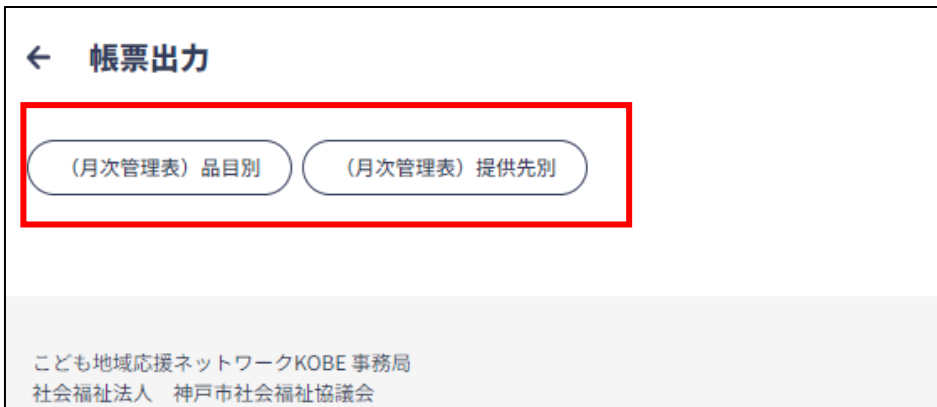 ← 帳票出力
（月次管理表）品目別 （月次管理表）提供先別
こども地域応援ネットワークKOBE 事務局
社会福祉法人　神戸市社会福祉協議会